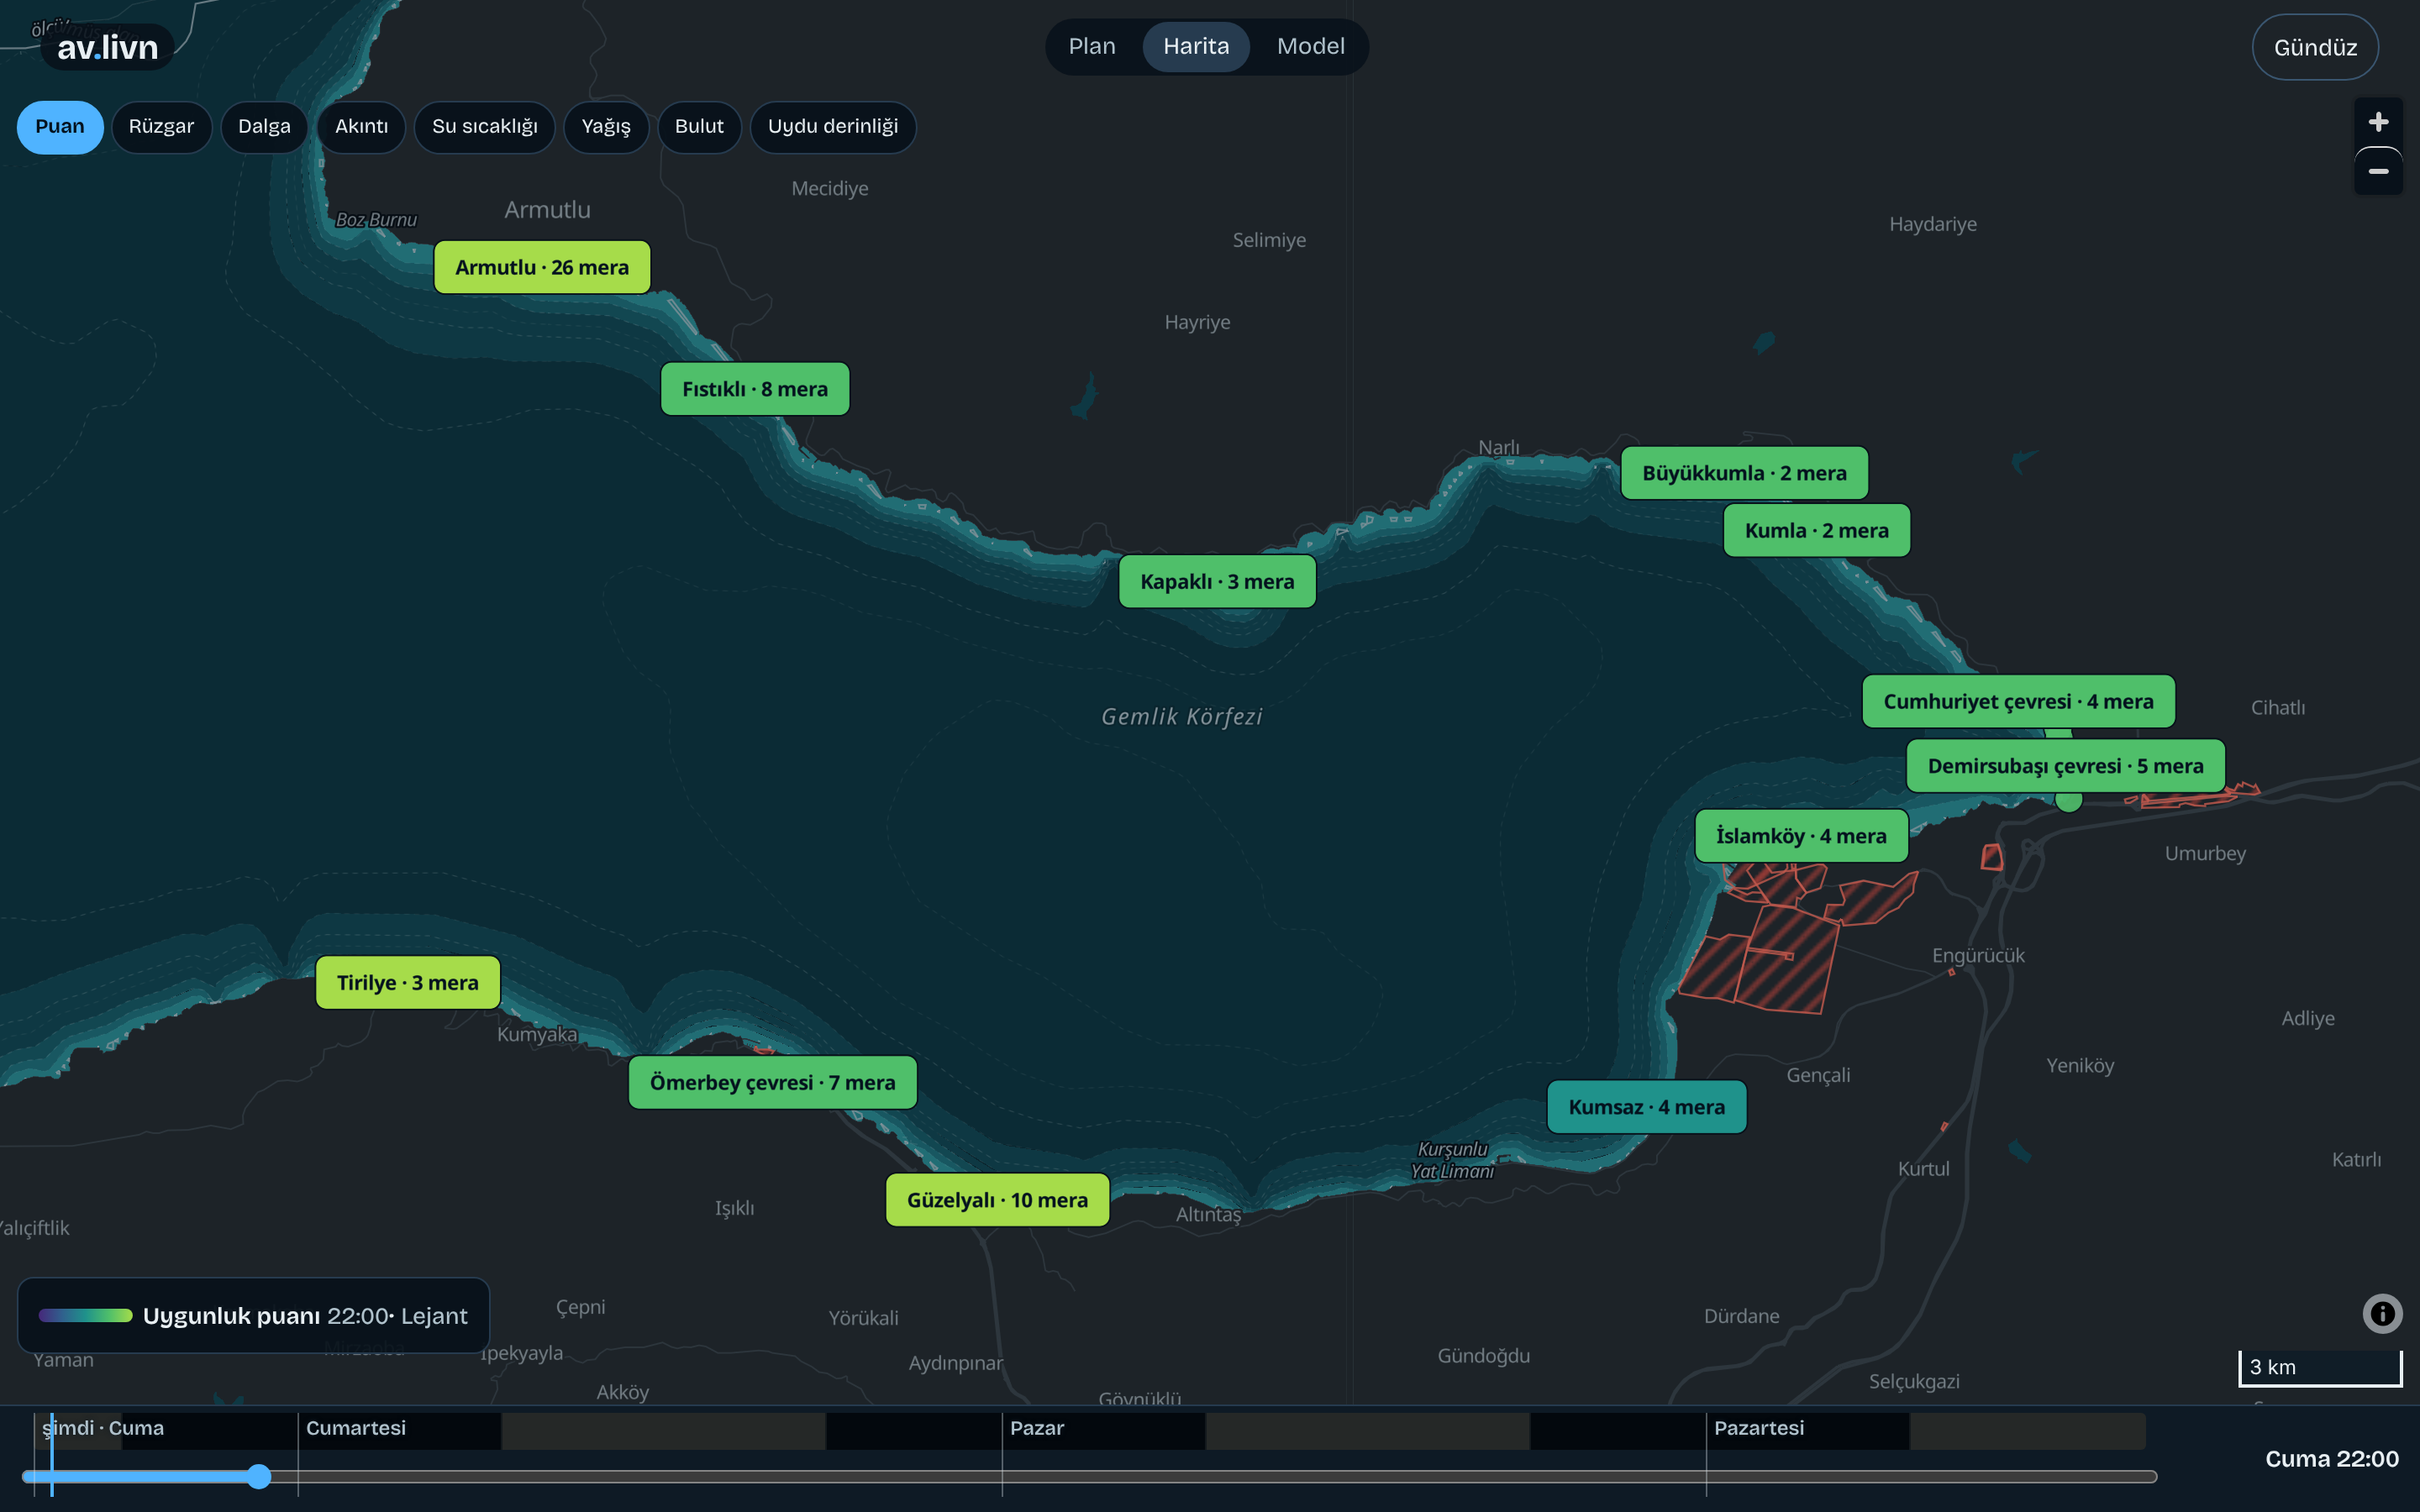 av.livn
Plan
Harita
Model
Gündüz
Puan
Rüzgar
Dalga
Akıntı
Su sıcaklığı
Yağış
Bulut
Uydu derinliği
Mecidiye
Armutlu
Boz Burnu
Selimiye
Haydariye
Armutlu · 26 mera
Hayriye
Fıstıklı · 8 mera
Narlı
Büyükkumla · 2 mera
Kumla · 2 mera
Kapaklı · 3 mera
Gemlik Körfezi
Cumhuriyet çevresi · 4 mera
Cihatlı
Demirsubaşı çevresi · 5 mera
İslamköy · 4 mera
Umurbey
Engürücük
Tirilye · 3 mera
Kumyaka
Adliye
Yeniköy
Gençali
Ömerbey çevresi · 7 mera
Kumsaz · 4 mera
Kurşunlu
Yat Limanı
Katırlı
Kurtul
Güzelyalı · 10 mera
Işıklı
Altıntaş
Yalıçiftlik
Çepni
Yörükali
Dürdane
Uygunluk puanı 22:00· Lejant
Yaman
İpekyayla
Aydınpınar
Gündoğdu
3 km
Selçukgazi
Akköy
Göynüklü
şimdi · Cuma
Cumartesi
Pazar
Pazartesi
Cuma 22:00